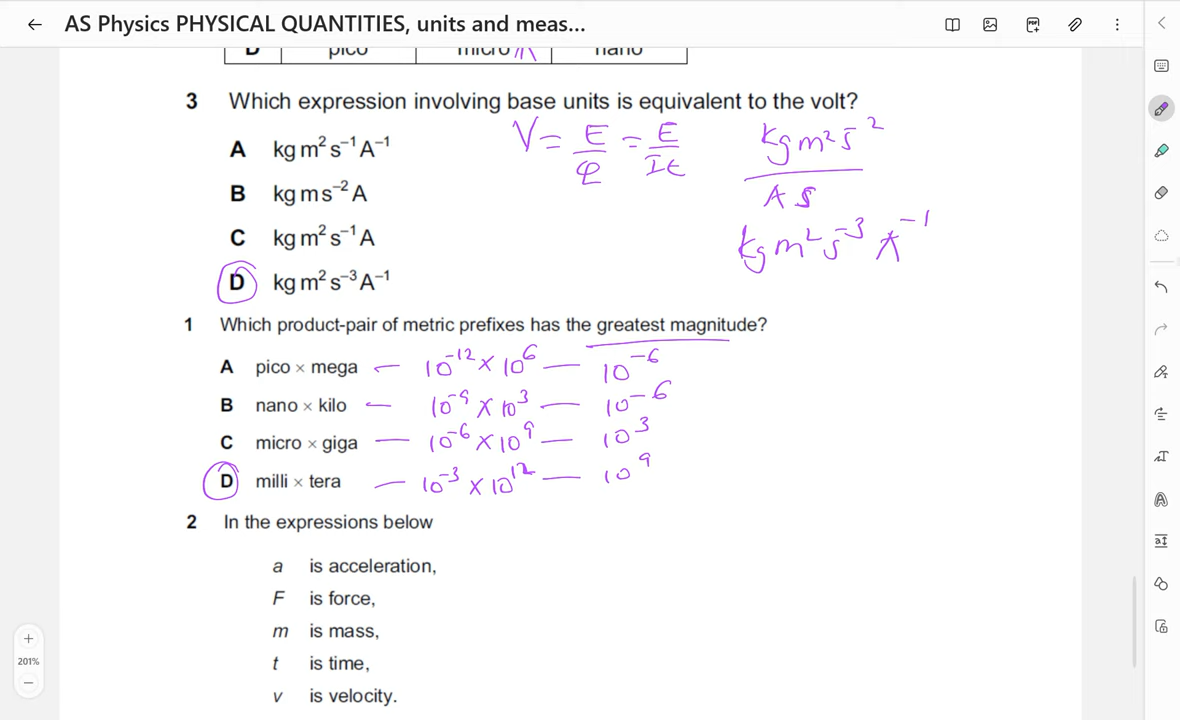 AS Physics PHYSICAL QUANTITIES, units and meas...
D pico micro nano
3 Which expression involving base units is equivalent to the volt?
A kg m² s⁻¹ A⁻¹
B kg m s⁻² A
C kg m² s⁻¹ A
D kg m² s⁻³ A⁻¹
V = E/Q = E/It
kg m² s⁻²
A S
kg m² s⁻³ A⁻¹
1 Which product-pair of metric prefixes has the greatest magnitude?
A pico × mega ― 10⁻¹² × 10⁶ ― 10⁻⁶
B nano × kilo ― 10⁻⁹ × 10³ ― 10⁻⁶
C micro × giga ― 10⁻⁶ × 10⁹ ― 10³
D milli × tera ― 10⁻³ × 10¹² ― 10⁹
2 In the expressions below
a is acceleration,
F is force,
m is mass,
t is time,
v is velocity.
201%